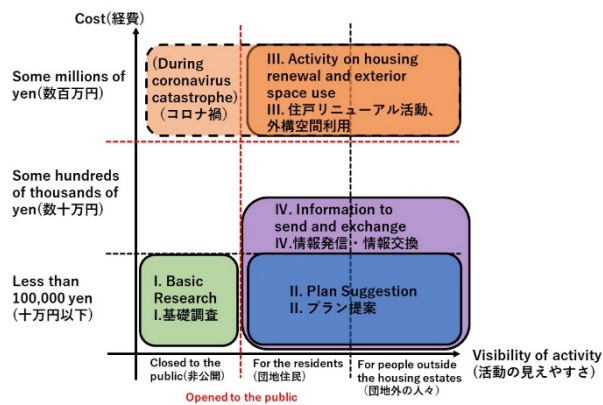 Cost(経費)
Some millions of
yen(数百万円)
(During
coronavirus
catastrophe)
(コロナ禍)
III. Activity on housing
renewal and exterior
space use
III. 住戸リニューアル活動、
外構空間利用
Some hundreds
of thousands of
yen(数十万円)
IV. Information to
send and exchange
IV.情報発信・情報交換
Less than
100,000 yen
(十万円以下)
I. Basic
Research
I.基礎調査
II. Plan Suggestion
II. プラン提案
Closed to the
public(非公開)
For the residents
(団地住民)
For people outside
the housing estates
(団地外の人々)
Visibility of activity
(活動の見えやすさ)
Opened to the public